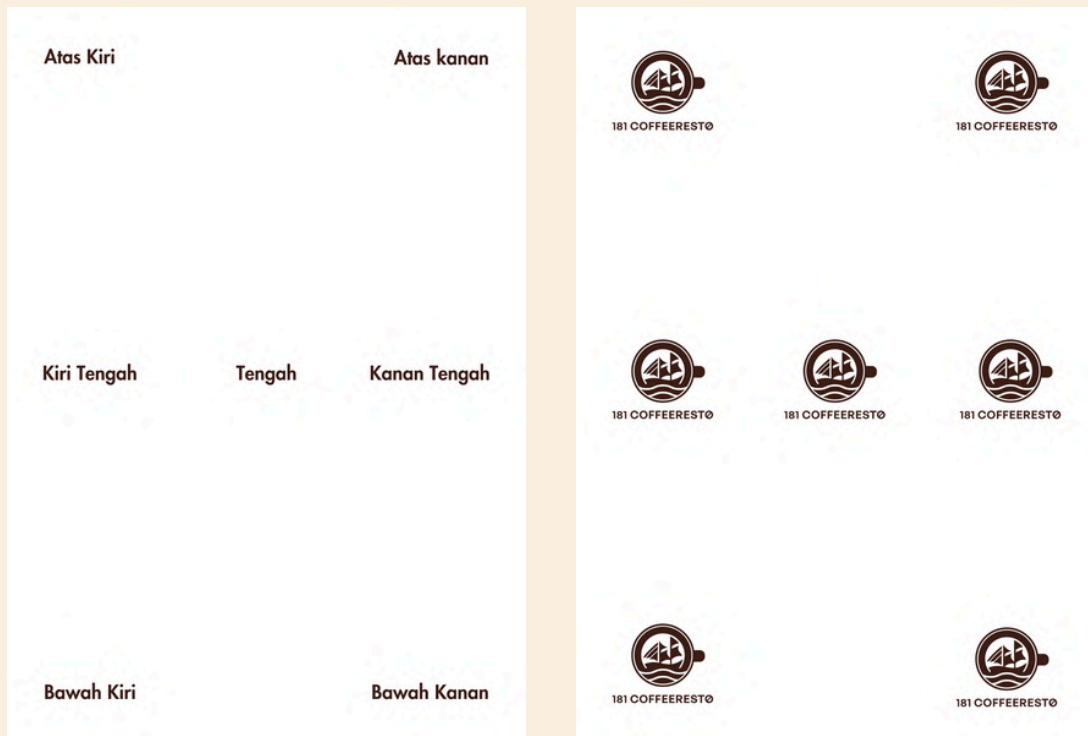 Atas Kiri
Atas kanan
Kiri Tengah
Tengah
Kanan Tengah
Bawah Kiri
Bawah Kanan
181 COFFEERESTØ
181 COFFEERESTØ
181 COFFEERESTØ
181 COFFEERESTØ
181 COFFEERESTØ
181 COFFEERESTØ
181 COFFEERESTØ